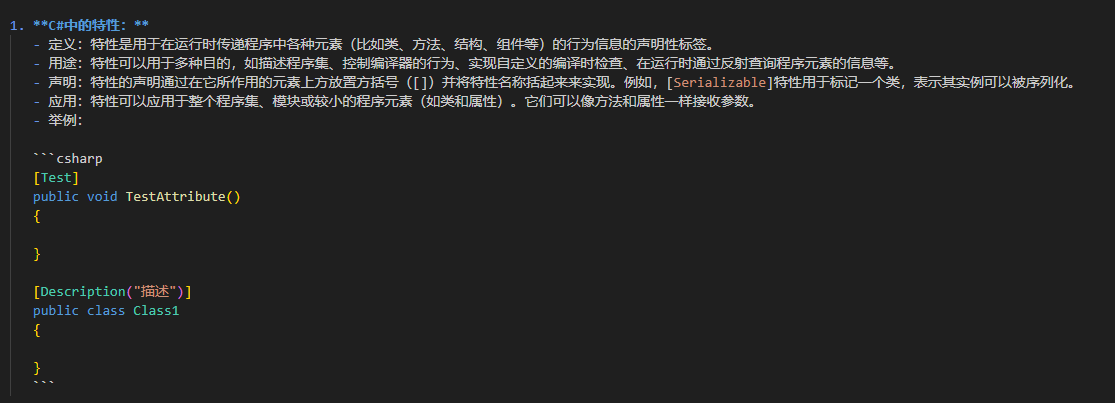 1. **C#中的特性：**
- 定义：特性是用于在运行时传递程序中各种元素（比如类、方法、结构、组件等）的行为信息的声明性标签。
- 用途：特性可以用于多种目的，如描述程序集、控制编译器的行为、实现自定义的编译时检查、在运行时通过反射查询程序元素的信息等。
- 声明：特性的声明通过在它所作用的元素上方放置方括号（[]）并将特性名称括起来来实现。例如，[Serializable]特性用于标记一个类，表示其实例可以被序列化。
- 应用：特性可以应用于整个程序集、模块或较小的程序元素（如类和属性）。它们可以像方法和属性一样接收参数。
- 举例：
```csharp
[Test]
public void TestAttribute()
{
}
[Description("描述")]
public class Class1
{
}
```